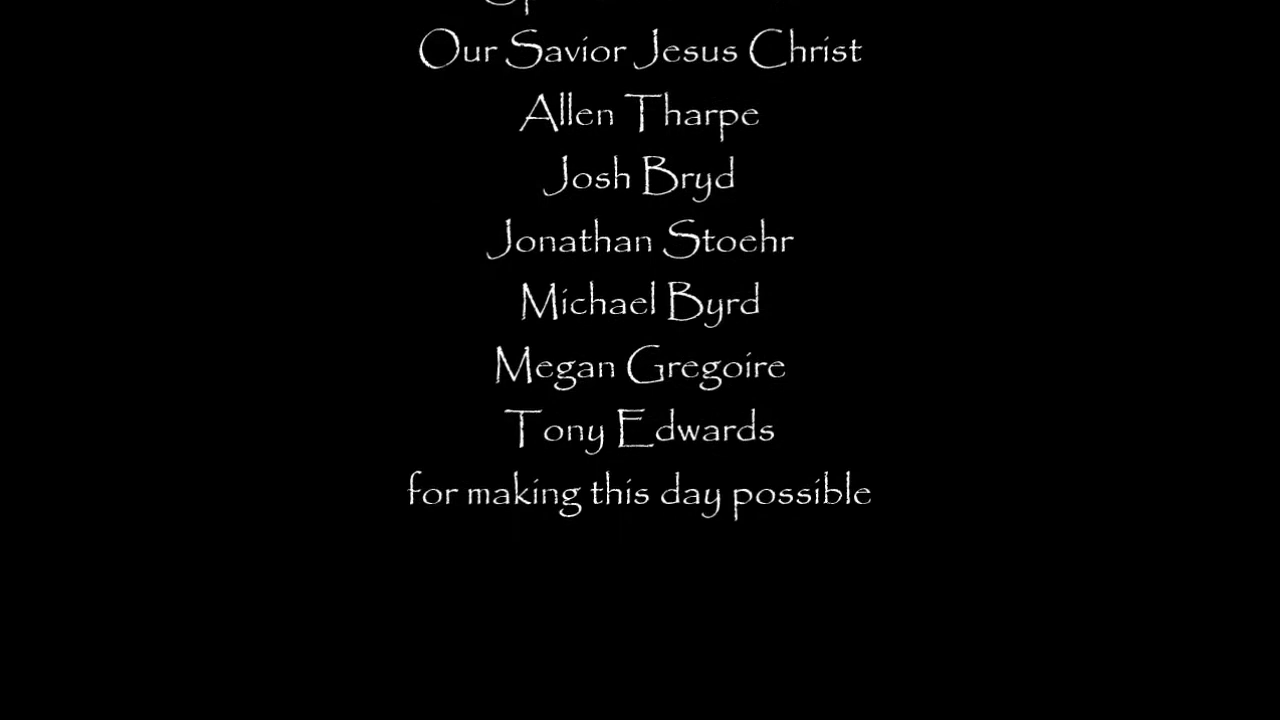 Our Savior Jesus Christ
Allen Tharpe
Josh Bryd
Jonathan Stoehr
Michael Byrd
Megan Gregoire
Tony Edwards
for making this day possible